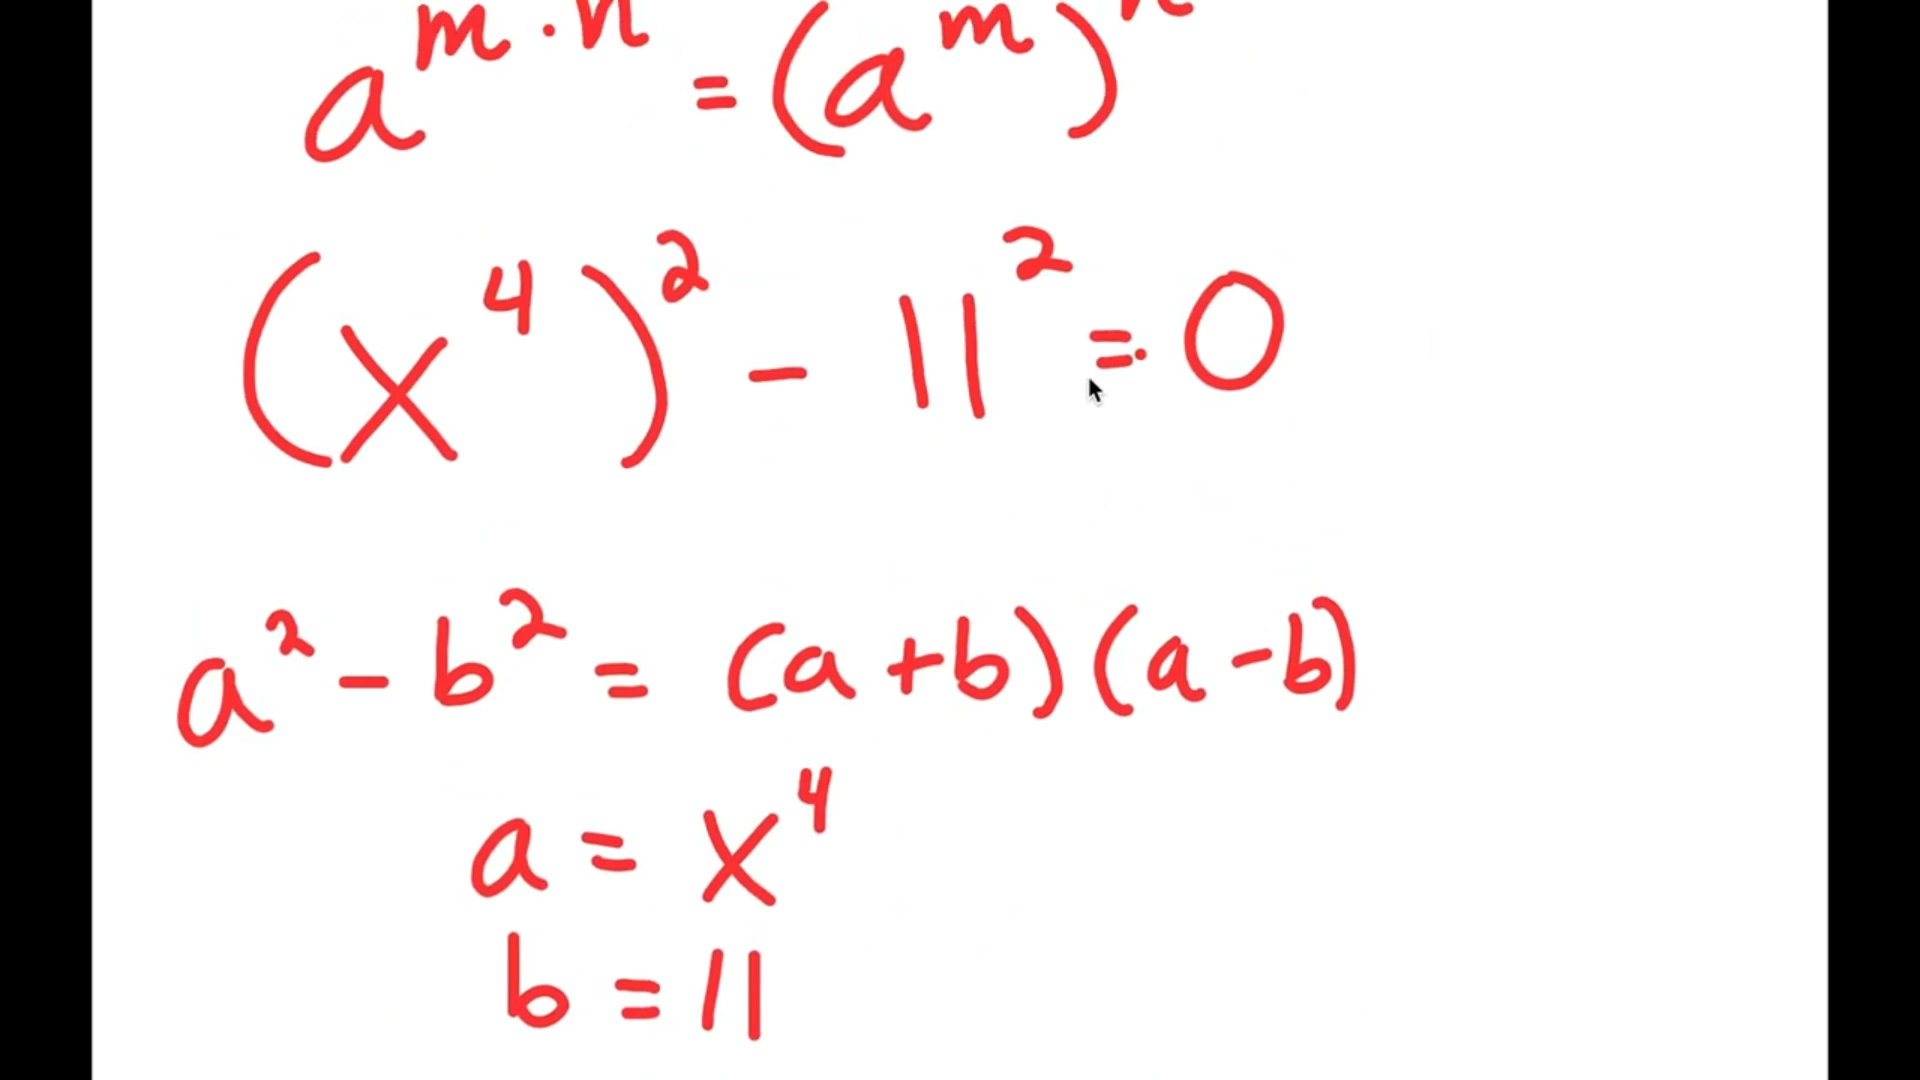 a^{m·n} = (a^m)^n
(x^4)^2 - 11^2 = 0
a^2 - b^2 = (a + b)(a - b)
a = x^4
b = 11